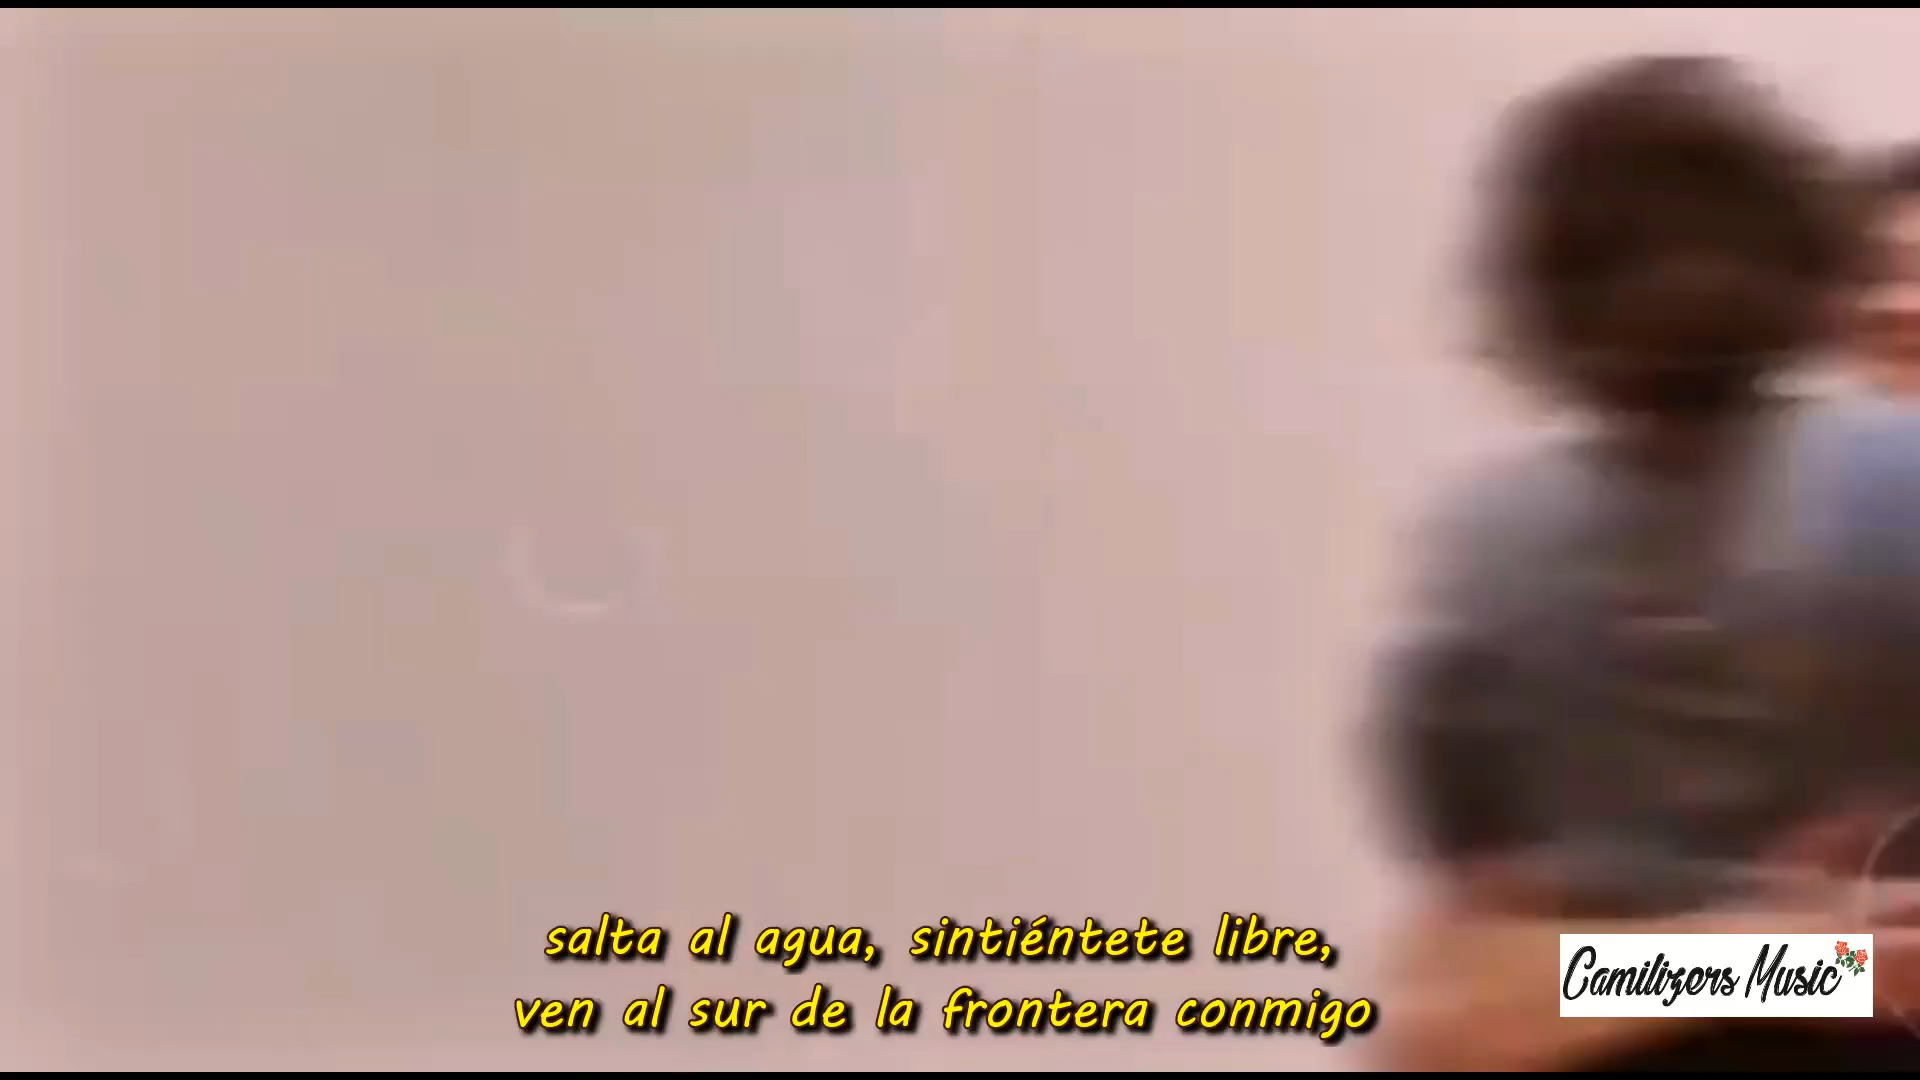 salta al agua, sintiéntete libre,
ven al sur de la frontera conmigo
Camilizers Music